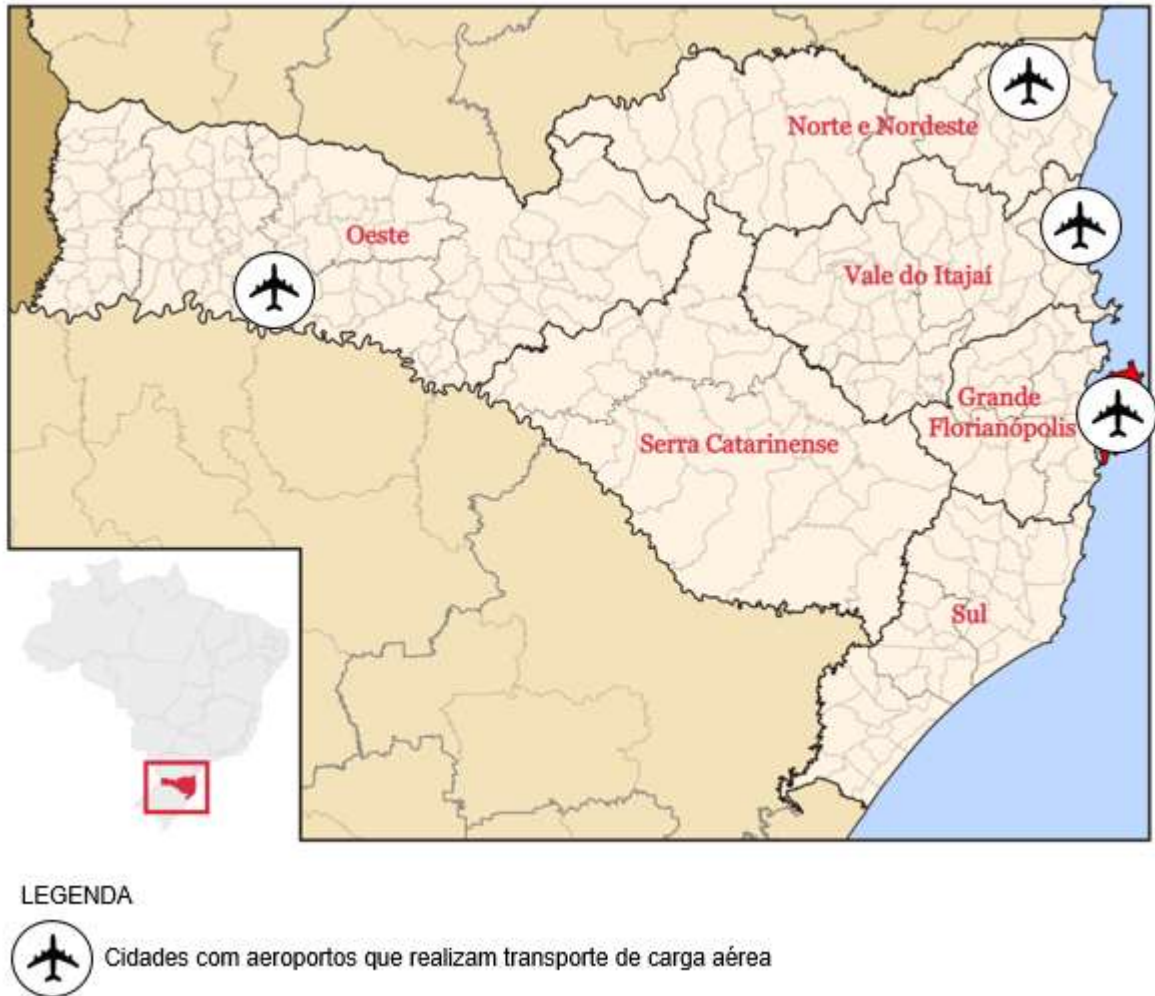 Norte e Nordeste
Oeste
Vale do Itajaí
Grande
Florianópolis
Serra Catarinense
Sul
LEGENDA
Cidades com aeroportos que realizam transporte de carga aérea